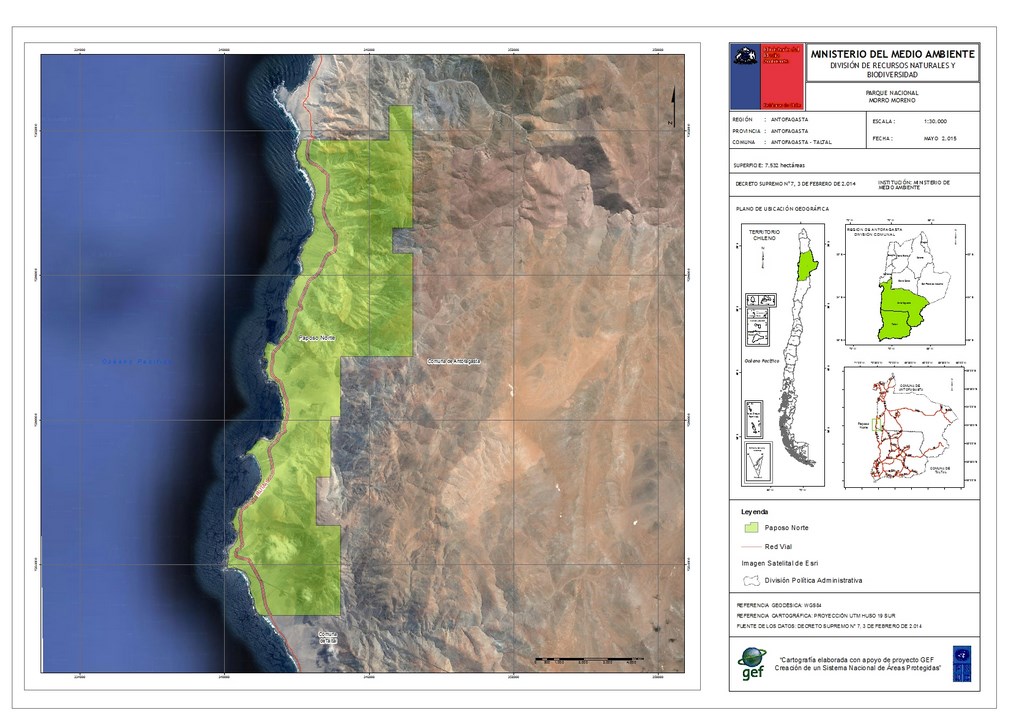 Océano Pacífico
Paposo Norte
Comuna de Antofagasta
Comuna
de Taltal
MINISTERIO DEL MEDIO AMBIENTE
DIVISIÓN DE RECURSOS NATURALES Y
BIODIVERSIDAD
PARQUE NACIONAL
MORRO MORENO
REGIÓN : ANTOFAGASTA
PROVINCIA : ANTOFAGASTA
COMUNA : ANTOFAGASTA - TALTAL
ESCALA : 1:30.000
FECHA : MAYO 2.015
SUPERFICIE: 7.532 hectáreas
DECRETO SUPREMO Nº 7, 3 DE FEBRERO DE 2.014
INSTITUCIÓN: MINISTERIO DE
MEDIO AMBIENTE
PLANO DE UBICACIÓN GEOGRÁFICA
TERRITORIO
CHILENO
Océano Pacífico
REGION DE ANTOFAGASTA
DIVISIÓN COMUNAL
COMUNA DE
ANTOFAGASTA
Paposo
Norte
COMUNA DE
TALTAL
Leyenda
Paposo Norte
Red Vial
Imagen Satelital de Esri
División Política Administrativa
REFERENCIA GEODÉSICA: WGS84
REFERENCIA CARTOGRÁFICA: PROYECCIÓN UTM HUSO 19 SUR
FUENTE DE LOS DATOS: DECRETO SUPREMO Nº 7, 3 DE FEBRERO DE 2.014
gef
"Cartografía elaborada con apoyo de proyecto GEF
Creación de un Sistema Nacional de Áreas Protegidas"